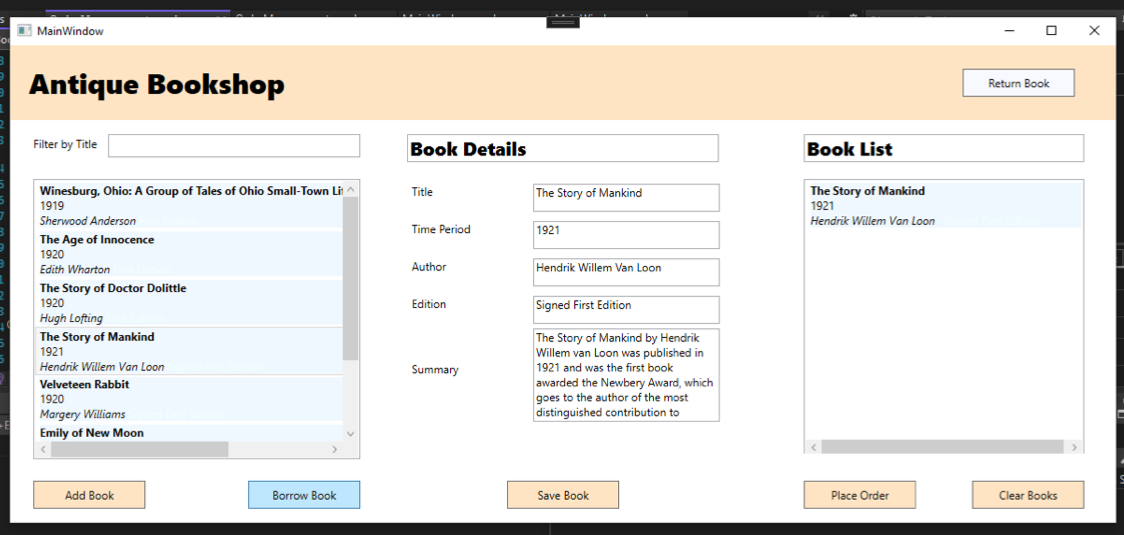 MainWindow
Antique Bookshop
Return Book
Filter by Title
Winesburg, Ohio: A Group of Tales of Ohio Small-Town
1919
Sherwood Anderson
The Age of Innocence
1920
Edith Wharton
The Story of Doctor Dolittle
1920
Hugh Lofting
The Story of Mankind
1921
Hendrik Willem Van Loon
Velveteen Rabbit
1920
Margery Williams
Emily of New Moon
Add Book
Borrow Book
Book Details
Title
The Story of Mankind
Time Period
1921
Author
Hendrik Willem Van Loon
Edition
Signed First Edition
Summary
The Story of Mankind by Hendrik
Willem van Loon was published in
1921 and was the first book
awarded the Newbery Award, which
goes to the author of the most
distinguished contribution to
Save Book
Book List
The Story of Mankind
1921
Hendrik Willem Van Loon
Place Order
Clear Books